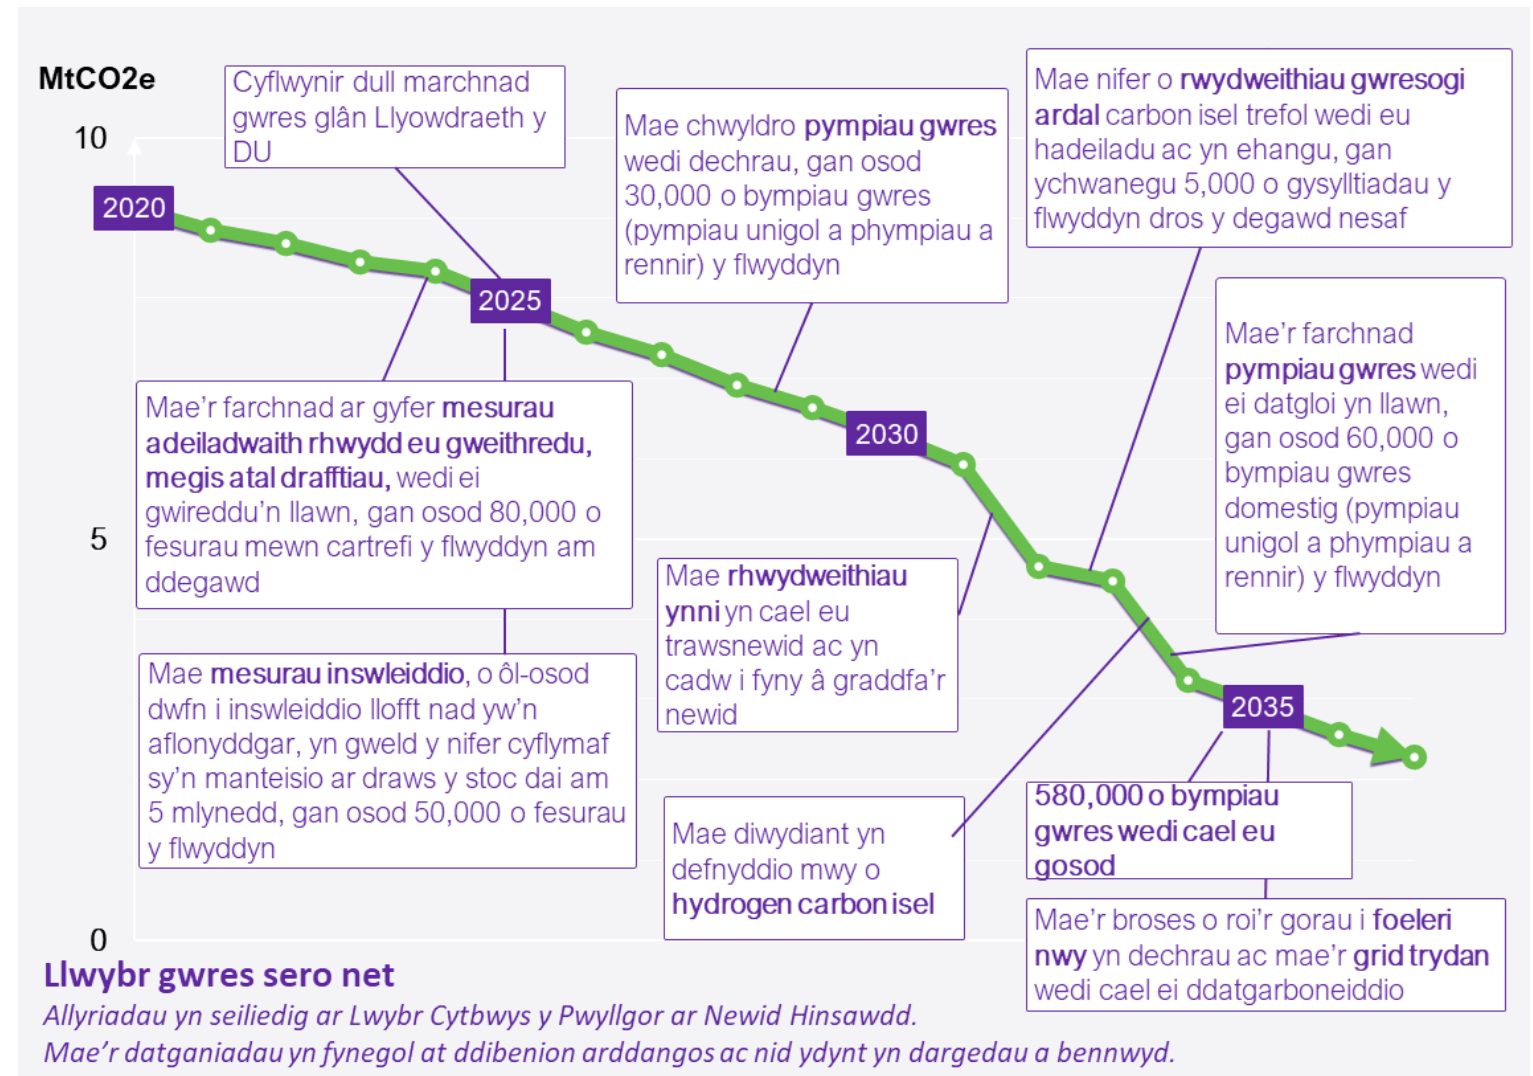 MtCO2e
10
5
0
2020
2025
2030
2035
Cyflwynir dull marchnad
gwres glân Llyowdraeth y
DU
Mae chwyldro pympiau gwres
wedi dechrau, gan osod
30,000 o bympiau gwres
(pympiau unigol a phympiau a
rennir) y flwyddyn
Mae nifer o rwydweithiau gwresogi
ardal carbon isel trefol wedi eu
hadeiladu ac yn ehangu, gan
ychwanegu 5,000 o gysylltiadau y
flwyddyn dros y degawd nesaf
Mae'r farchnad
pympiau gwres wedi
ei datgloi yn llawn,
gan osod 60,000 o
bympiau gwres
domestig (pympiau
unigol a phympiau a
rennir) y flwyddyn
Mae'r farchnad ar gyfer mesurau
adeiladwaith rhwydd eu gweithredu,
megis atal drafftiau, wedi ei
gwireddu'n llawn, gan osod 80,000 o
fesurau mewn cartrefi y flwyddyn am
ddegawd
Mae mesurau inswleiddio, o ôl-osod
dwfn i inswleiddio llofft nad yw'n
aflonyddgar, yn gweld y nifer cyflymaf
sy'n manteisio ar draws y stoc dai am
5 mlynedd, gan osod 50,000 o fesurau
y flwyddyn
Mae rhwydweithiau
ynni yn cael eu
trawsnewid ac yn
cadw i fyny â graddfa'r
newid
Mae diwydiant yn
defnyddio mwy o
hydrogen carbon isel
580,000 o bympiau
gwres wedi cael eu
gosod
Mae'r broses o roi'r gorau i foeleri
nwy yn dechrau ac mae'r grid trydan
wedi cael ei ddatgarboneiddio
Llwybr gwres sero net
Allyriadau yn seiliedig ar Lwybr Cytbwys y Pwyllgor ar Newid Hinsawdd.
Mae'r datganiadau yn fynegol at ddibenion arddangos ac nid ydynt yn dargedau a bennwyd.